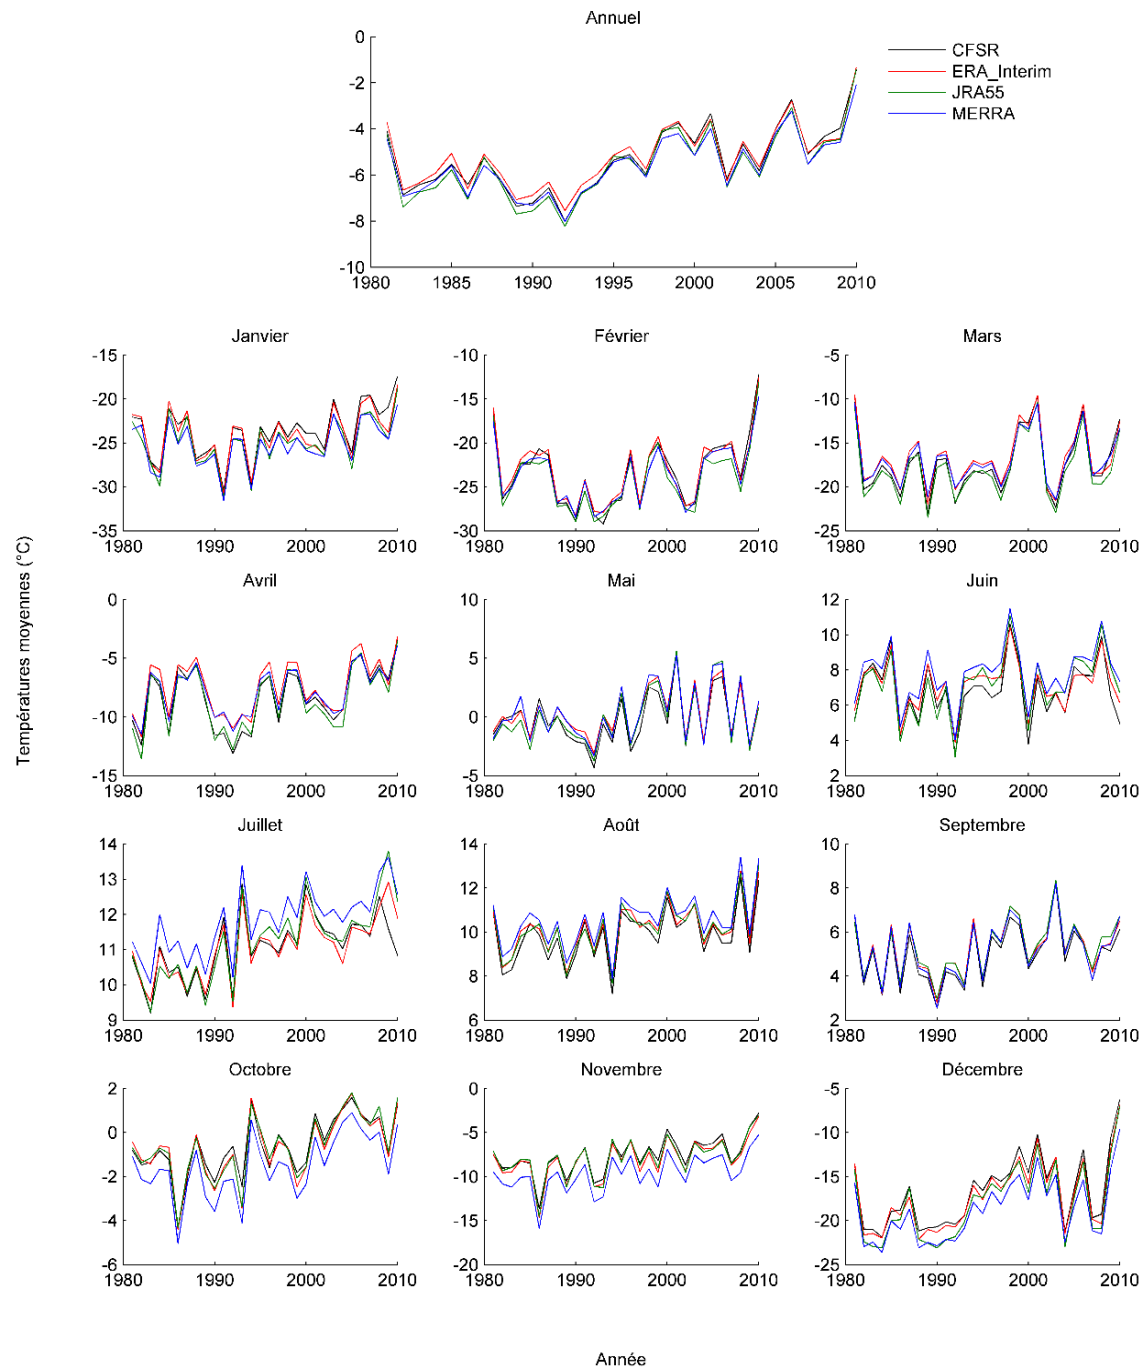 Annuel
0
-2
-4
-6
-8
-10
1980 1985 1990 1995 2000 2005 2010
CFSR
ERA_Interim
JRA55
MERRA
Températures moyennes (°C)
Janvier
-15
-20
-25
-30
-35
1980 1990 2000 2010
Février
-10
-15
-20
-25
-30
1980 1990 2000 2010
Mars
-5
-10
-15
-20
-25
1980 1990 2000 2010
Avril
0
-5
-10
-15
1980 1990 2000 2010
Mai
10
5
0
-5
1980 1990 2000 2010
Juin
12
10
8
6
4
2
1980 1990 2000 2010
Juillet
14
13
12
11
10
9
1980 1990 2000 2010
Août
14
12
10
8
6
1980 1990 2000 2010
Septembre
10
8
6
4
2
1980 1990 2000 2010
Octobre
2
0
-2
-4
-6
1980 1990 2000 2010
Novembre
0
-5
-10
-15
-20
1980 1990 2000 2010
Décembre
-5
-10
-15
-20
-25
1980 1990 2000 2010
Année